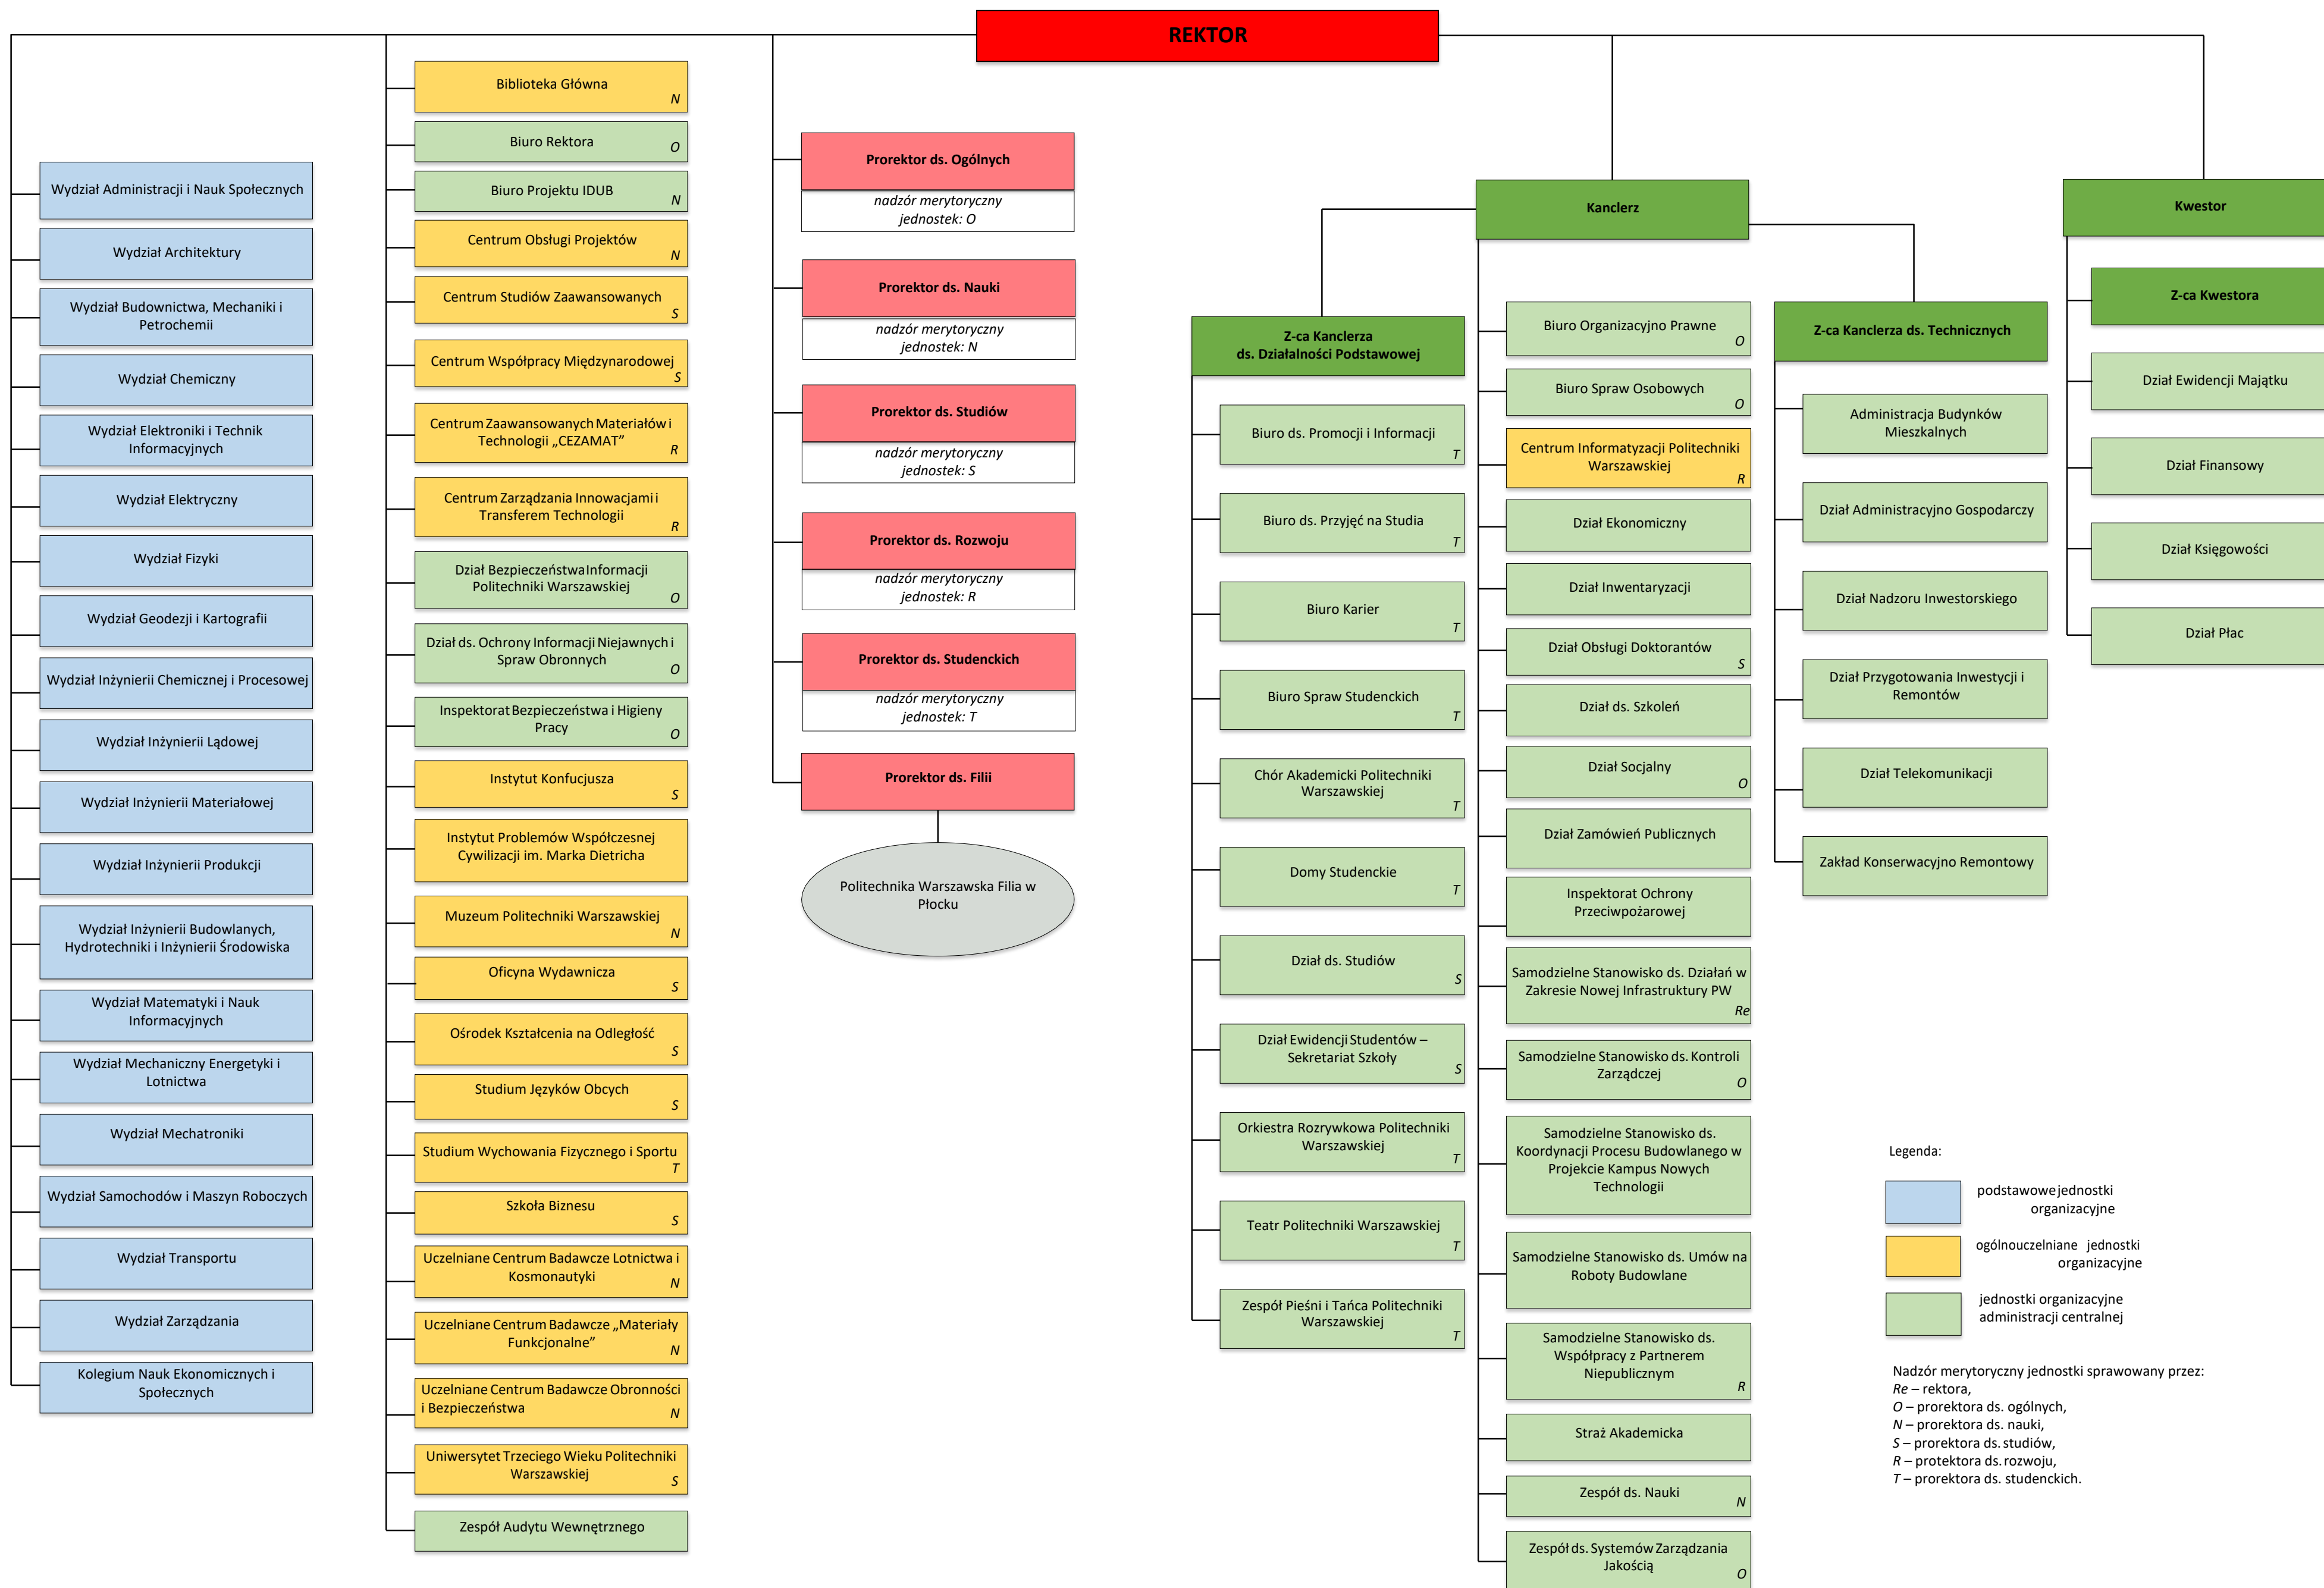 REKTOR
Wydział Administracji i Nauk Społecznych
Wydział Architektury
Wydział Budownictwa, Mechaniki i
Petrochemii
Wydział Chemiczny
Wydział Elektroniki i Technik
Informacyjnych
Wydział Elektryczny
Wydział Fizyki
Wydział Geodezji i Kartografii
Wydział Inżynierii Chemicznej i Procesowej
Wydział Inżynierii Lądowej
Wydział Inżynierii Materiałowej
Wydział Inżynierii Produkcji
Wydział Inżynierii Budowlanych,
Hydrotechniki i Inżynierii Środowiska
Wydział Matematyki i Nauk
Informacyjnych
Wydział Mechaniczny Energetyki i
Lotnictwa
Wydział Mechatroniki
Wydział Samochodów i Maszyn Roboczych
Wydział Transportu
Wydział Zarządzania
Kolegium Nauk Ekonomicznych i
Społecznych
Biblioteka Główna
N
Biuro Rektora
O
Biuro Projektu IDUB
N
Centrum Obsługi Projektów
N
Centrum Studiów Zaawansowanych
S
Centrum Współpracy Międzynarodowej
S
Centrum Zaawansowanych Materiałów i
Technologii „CEZAMAT”
R
Centrum Zarządzania Innowacjami i
Transferem Technologii
R
Dział Bezpieczeństwa Informacji
Politechniki Warszawskiej
O
Dział ds. Ochrony Informacji Niejawnych i
Spraw Obronnych
O
Inspektorat Bezpieczeństwa i Higieny
Pracy
O
Instytut Konfucjusza
S
Instytut Problemów Współczesnej
Cywilizacji im. Marka Dietricha
Muzeum Politechniki Warszawskiej
N
Oficyna Wydawnicza
S
Ośrodek Kształcenia na Odległość
S
Studium Języków Obcych
S
Studium Wychowania Fizycznego i Sportu
T
Szkoła Biznesu
S
Uczelniane Centrum Badawcze Lotnictwa i
Kosmonautyki
N
Uczelniane Centrum Badawcze „Materiały
Funkcjonalne”
N
Uczelniane Centrum Badawcze Obronności
i Bezpieczeństwa
N
Uniwersytet Trzeciego Wieku Politechniki
Warszawskiej
S
Zespół Audytu Wewnętrznego
Prorektor ds. Ogólnych
nadzór merytoryczny
jednostek: O
Prorektor ds. Nauki
nadzór merytoryczny
jednostek: N
Prorektor ds. Studiów
nadzór merytoryczny
jednostek: S
Prorektor ds. Rozwoju
nadzór merytoryczny
jednostek: R
Prorektor ds. Studenckich
nadzór merytoryczny
jednostek: T
Prorektor ds. Filii
Politechnika Warszawska Filia w
Płocku
Kanclerz
Z-ca Kanclerza
ds. Działalności Podstawowej
Biuro ds. Promocji i Informacji
T
Biuro ds. Przyjęć na Studia
T
Biuro Karier
T
Biuro Spraw Studenckich
T
Chór Akademicki Politechniki
Warszawskiej
T
Domy Studenckie
T
Dział ds. Studiów
S
Dział Ewidencji Studentów –
Sekretariat Szkoły
S
Orkiestra Rozrywkowa Politechniki
Warszawskiej
T
Teatr Politechniki Warszawskiej
T
Zespół Pieśni i Tańca Politechniki
Warszawskiej
T
Biuro Organizacyjno Prawne
O
Biuro Spraw Osobowych
O
Centrum Informatyzacji Politechniki
Warszawskiej
R
Dział Ekonomiczny
Dział Inwentaryzacji
Dział Obsługi Doktorantów
S
Dział ds. Szkoleń
Dział Socjalny
O
Dział Zamówień Publicznych
Inspektorat Ochrony
Przeciwpożarowej
Samodzielne Stanowisko ds. Działań w
Zakresie Nowej Infrastruktury PW
Re
Samodzielne Stanowisko ds. Kontroli
Zarządczej
O
Samodzielne Stanowisko ds.
Koordynacji Procesu Budowlanego w
Projekcie Kampus Nowych
Technologii
Samodzielne Stanowisko ds. Umów na
Roboty Budowlane
Samodzielne Stanowisko ds.
Współpracy z Partnerem
Niepublicznym
R
Straż Akademicka
Zespół ds. Nauki
N
Zespół ds. Systemów Zarządzania
Jakością
O
Z-ca Kanclerza ds. Technicznych
Administracja Budynków
Mieszkalnych
Dział Administracyjno Gospodarczy
Dział Nadzoru Inwestorskiego
Dział Przygotowania Inwestycji i
Remontów
Dział Telekomunikacji
Zakład Konserwacyjno Remontowy
Kwestor
Z-ca Kwestora
Dział Ewidencji Majątku
Dział Finansowy
Dział Księgowości
Dział Płac
Legenda:
podstawowe jednostki
organizacyjne
ogólnouczelniane jednostki
organizacyjne
jednostki organizacyjne
administracji centralnej
Nadzór merytoryczny jednostki sprawowany przez:
Re – rektora,
O – prorektora ds. ogólnych,
N – prorektora ds. nauki,
S – prorektora ds. studiów,
R – protektora ds. rozwoju,
T – prorektora ds. studenckich.